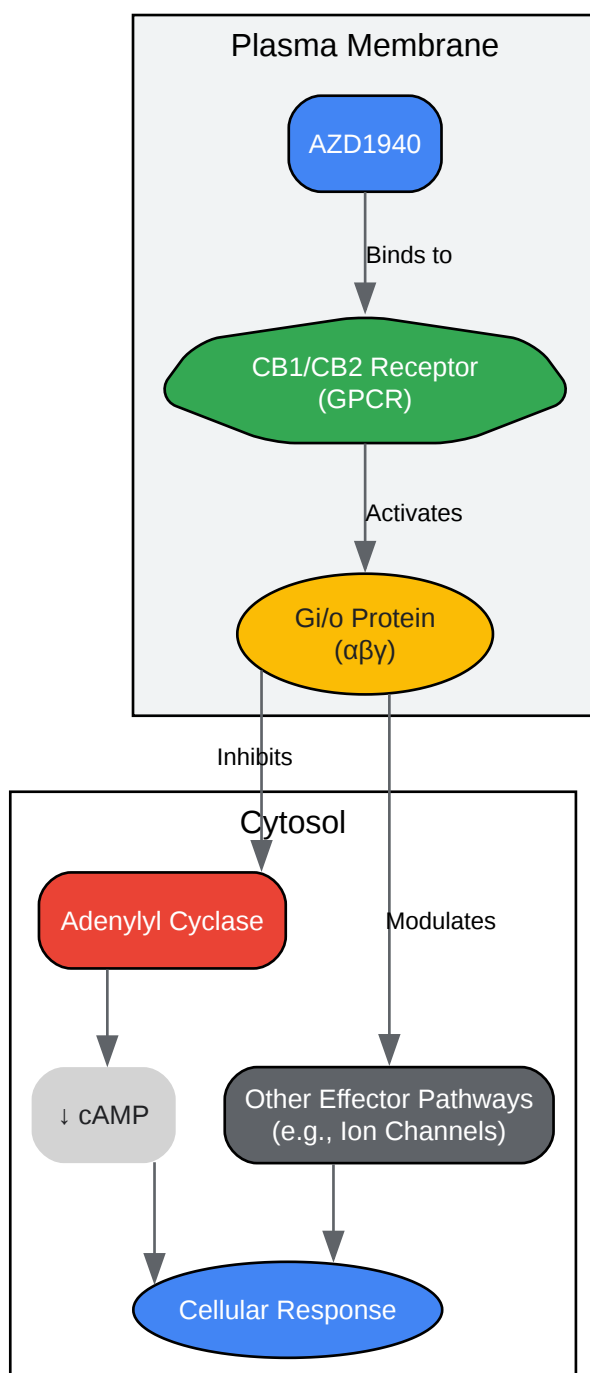 Plasma Membrane
AZD1940
Binds to
CB1/CB2 Receptor
(GPCR)
Activates
Gi/o Protein
(αβγ)
Inhibits
Cytosol
Adenylyl Cyclase
Modulates
↓ cAMP
Other Effector Pathways
(e.g., Ion Channels)
Cellular Response